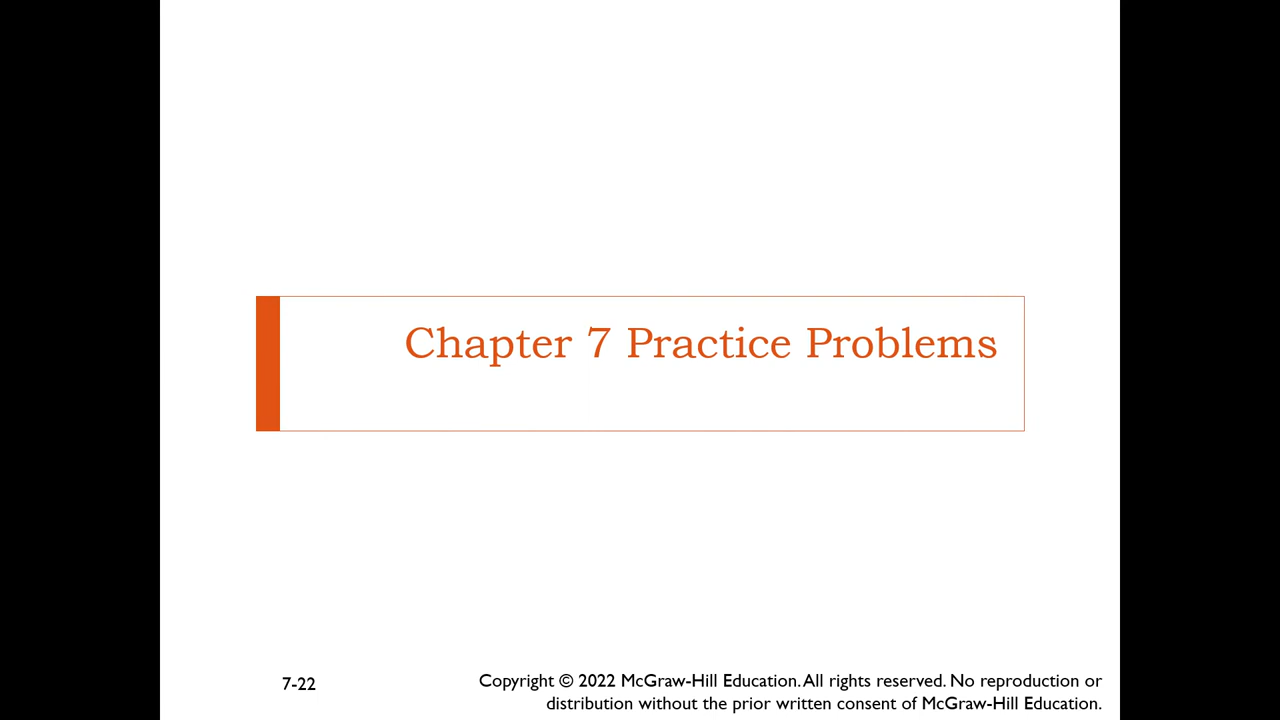 Chapter 7 Practice Problems
7-22
Copyright © 2022 McGraw-Hill Education. All rights reserved. No reproduction or
distribution without the prior written consent of McGraw-Hill Education.